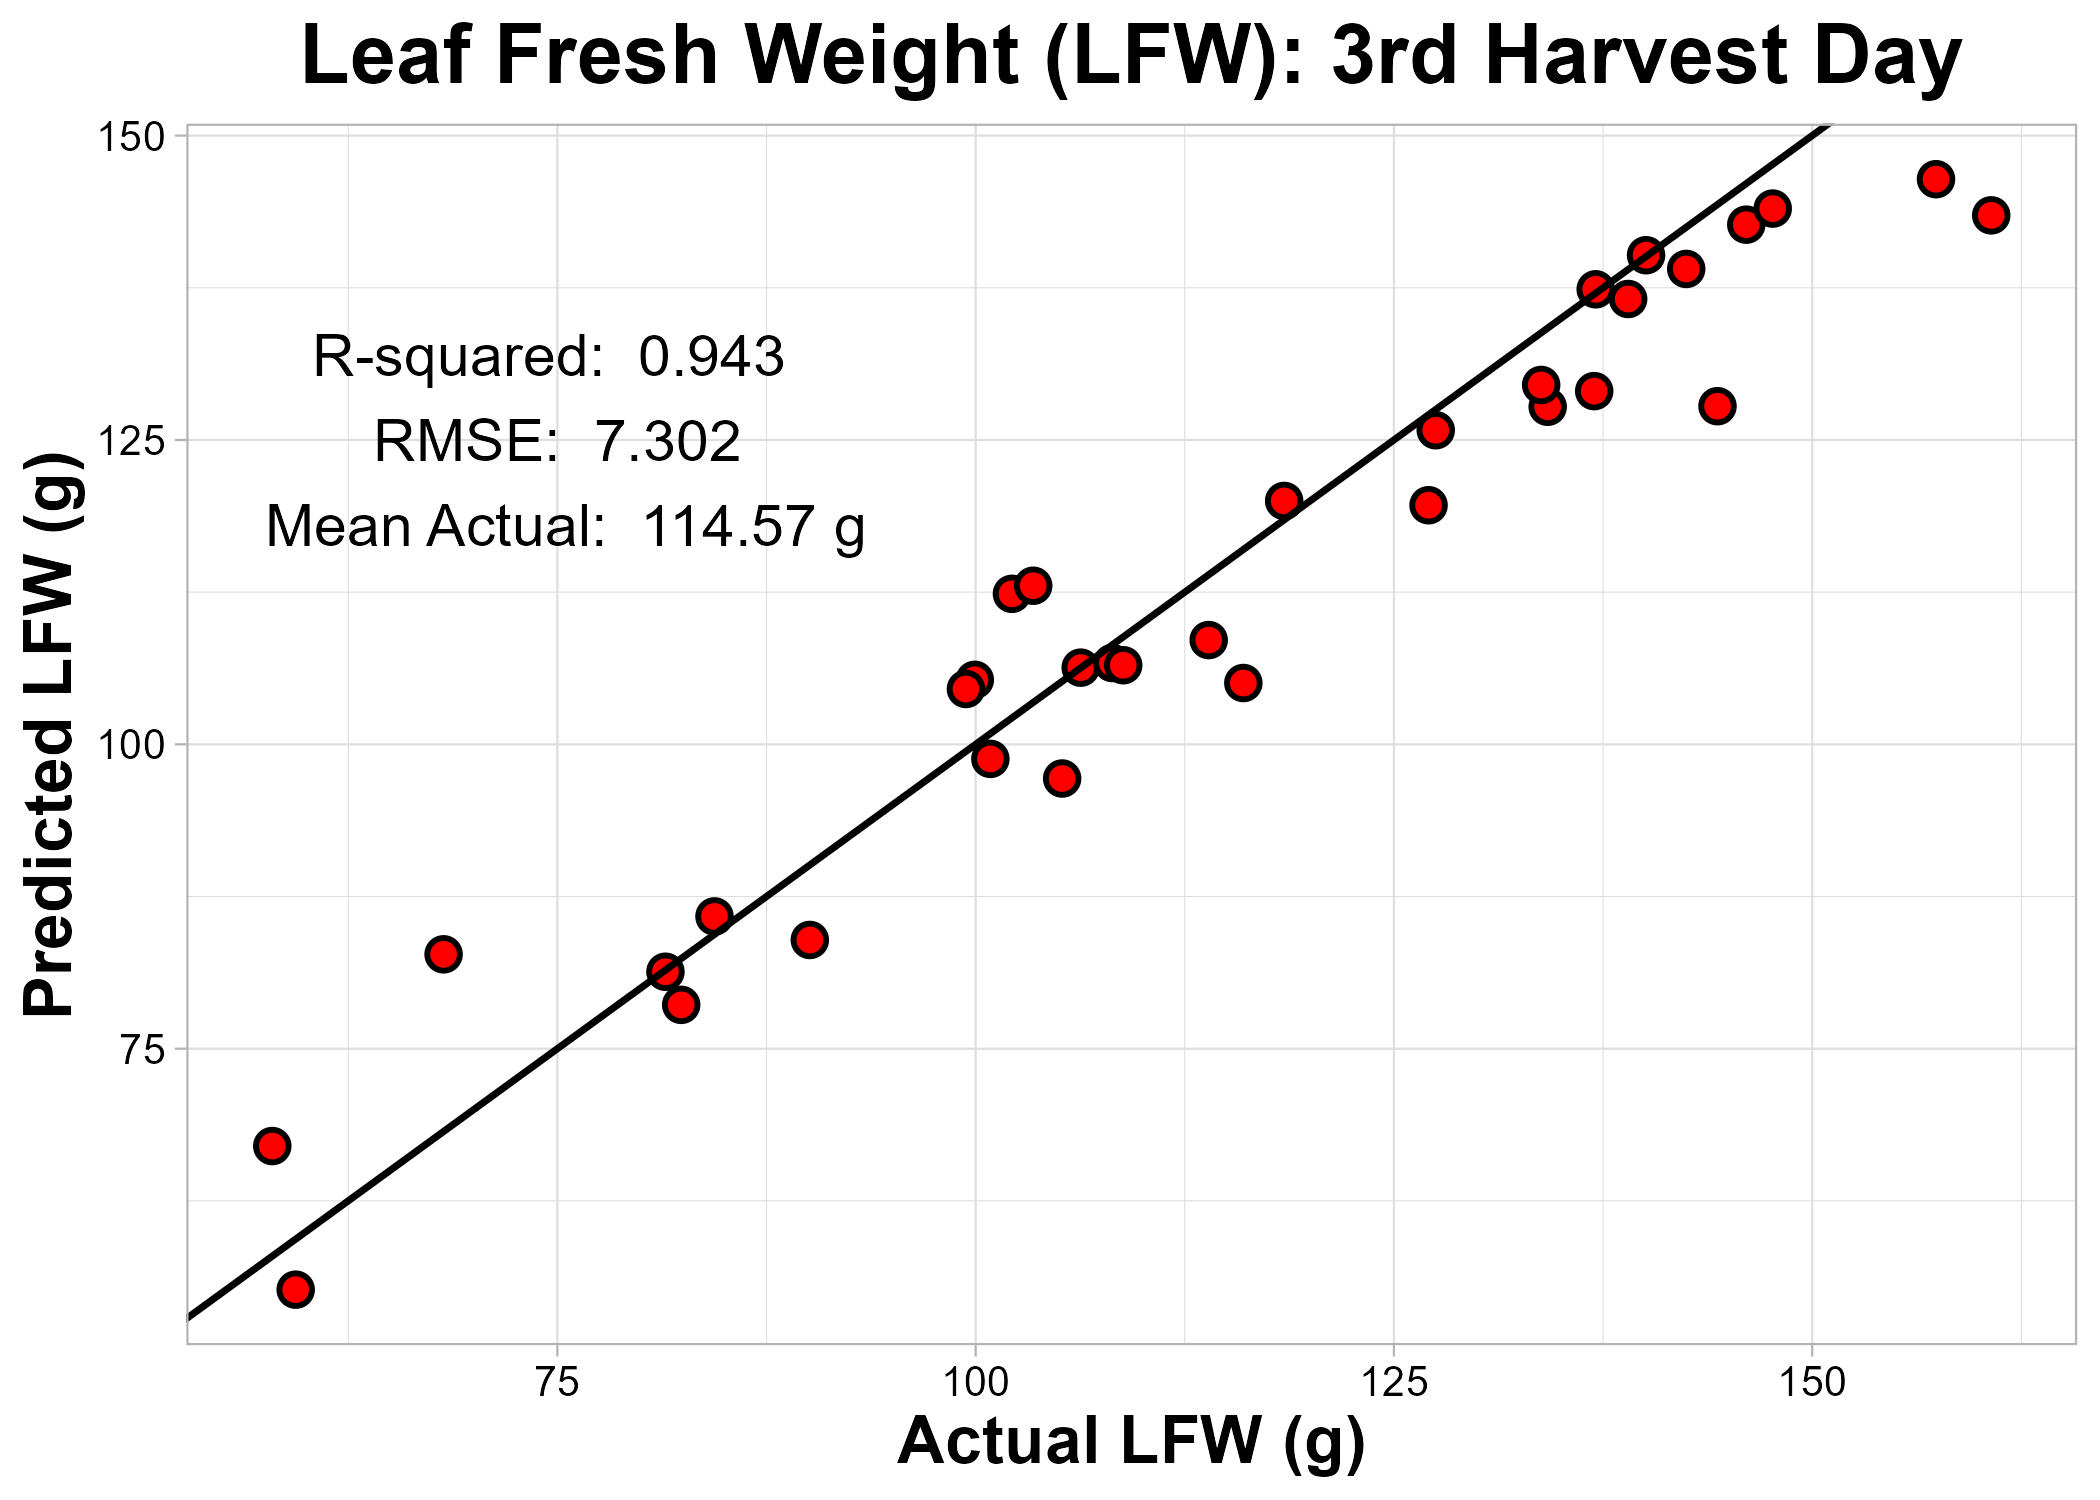 Leaf Fresh Weight (LFW): 3rd Harvest Day
150
125
100
75
Predicted LFW (g)
R-squared: 0.943
RMSE: 7.302
Mean Actual: 114.57 g
75
100
125
150
Actual LFW (g)